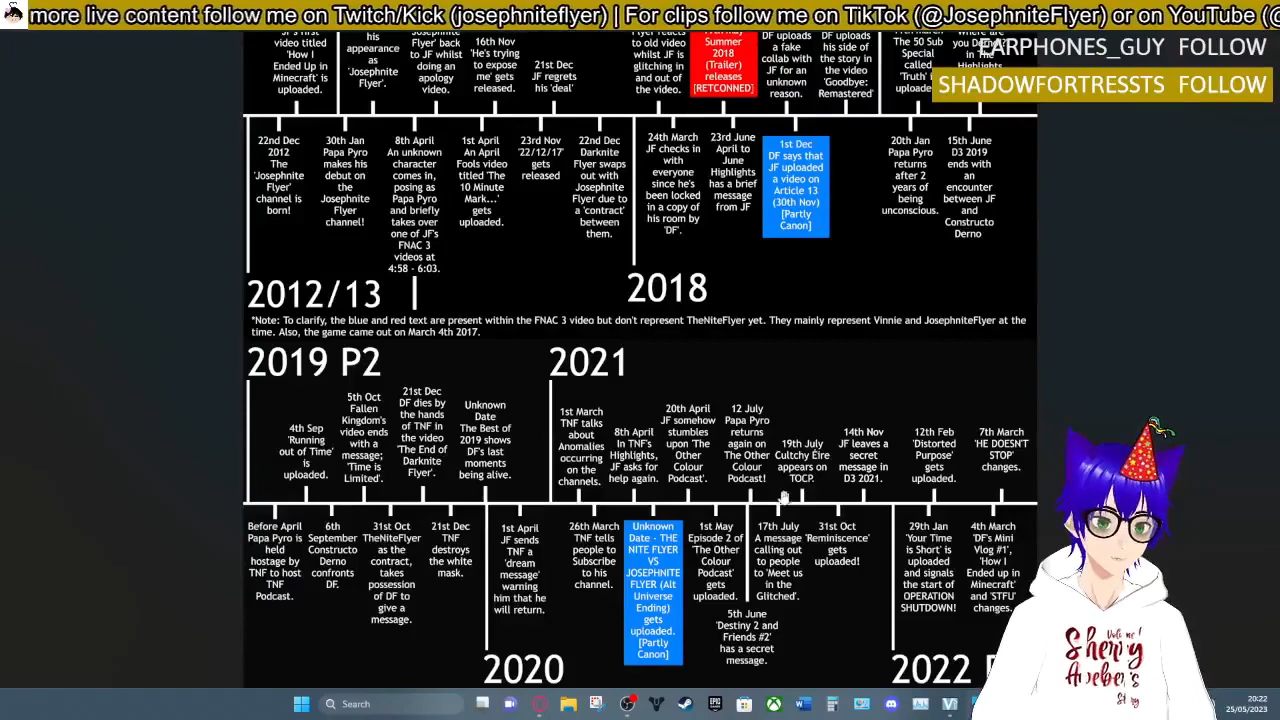 more live content follow me on Twitch/Kick (josephniteflyer) | For clips follow me on TikTok (@JosephniteFlyer) or on YouTube (@
EARPHONES_GUY FOLLOW
SHADOWFORTRESSTS FOLLOW
video titled
'How I
Ended Up in
Minecraft' is
uploaded.
his
appearance
as
'Josephnite
Flyer'.
Flyer' back
to JF whilst
doing an
apology
video.
16th Nov
'He's trying
to expose
me' gets
released.
21st Dec
JF regrets
his 'deal'
Flyer reacts
to old video
whilst JF is
glitching in
and out of
the video.
Summer
2018
(Trailer)
releases
[RETCONNED]
DF uploads
a fake
collab with
JF for an
unknown
reason.
DF uploads
his side of
the story in
the video
'Goodbye:
Remastered'
The 50 Sub
Special
called
'Truth' is
uploaded
22nd Dec
2012
The
'Josephnite
Flyer'
channel is
born!
30th Jan
Papa Pyro
makes his
debut on
the
Josephnite
Flyer
channel!
8th April
An unknown
character
comes in,
posing as
Papa Pyro
and briefly
takes over
one of JF's
FNAC 3
videos at
4:58 - 6:03.
1st April
An April
Fools video
titled 'The
10 Minute
Mark...'
gets
uploaded.
23rd Nov
'22/12/17'
gets
released
22nd Dec
Darknite
Flyer swaps
out with
Josephnite
Flyer due to
a 'contract'
between
them.
24th March
JF checks in
with
everyone
since he's
been locked
in a copy of
his room by
'DF'.
23rd June
April to
June
Highlights
has a brief
message
from JF
1st Dec
DF says that
JF uploaded
a video on
Article 13
(30th Nov)
[Partly
Canon]
20th Jan
Papa Pyro
returns
after 2
years of
being
unconscious.
15th June
D3 2019
ends with
an
encounter
between JF
and
Constructo
Derno
2012/13
2018
*Note: To clarify, the blue and red text are present within the FNAC 3 video but don't represent TheNiteFlyer yet. They mainly represent Vinnie and JosephniteFlyer at the
time. Also, the game came out on March 4th 2017.
2019 P2
2021
4th Sep
'Running
out of Time'
is
uploaded.
5th Oct
Fallen
Kingdom's
video ends
with a
message;
'Time is
Limited'.
21st Dec
DF dies by
the hands
of TNF in
the video
'The End of
Darknite
Flyer'.
Unknown
Date
The Best of
2019 shows
DF's last
moments
being alive.
1st March
TNF talks
about
Anomalies
occurring
on the
channels.
8th April
In TNF's
Highlights,
JF asks for
help again.
20th April
JF somehow
stumbles
upon 'The
Other
Colour
Podcast'.
12 July
Papa Pyro
returns
again on
The Other
Colour
Podcast!
19th July
Cultchy Éire
appears on
TOCP.
14th Nov
JF leaves a
secret
message in
D3 2021.
12th Feb
'Distorted
Purpose'
gets
uploaded.
7th March
'HE DOESN'T
STOP'
changes.
Before April
Papa Pyro is
held
hostage by
TNF to host
TNF
Podcast.
6th
September
Constructo
Derno
confronts
DF.
31st Oct
TheNiteFlyer
as the
contract,
takes
possession
of DF to
give a
message.
21st Dec
TNF
destroys
the white
mask.
1st April
JF sends
TNF a
'dream
message'
warning
him that he
will return.
26th March
TNF tells
people to
Subscribe
to his
channel.
Unknown
Date - THE
NITE FLYER
VS
JOSEPHNITE
FLYER (Alt
Universe
Ending)
gets
uploaded.
[Partly
Canon]
1st May
Episode 2 of
'The Other
Colour
Podcast'
gets
uploaded.
5th June
'Destiny 2 and
Friends #2'
has a secret
message.
17th July
A message
calling out
to people
to 'Meet us
in the
Glitched'.
31st Oct
'Reminiscence'
gets
uploaded!
29th Jan
'Your Time
is Short' is
uploaded
and signals
the start of
OPERATION
SHUTDOWN!
4th March
'DF's Mini
Vlog #1',
'How I
Ended up in
Minecraft'
and 'STFU'
changes.
2020
2022
Search
20:22
25/05/2023